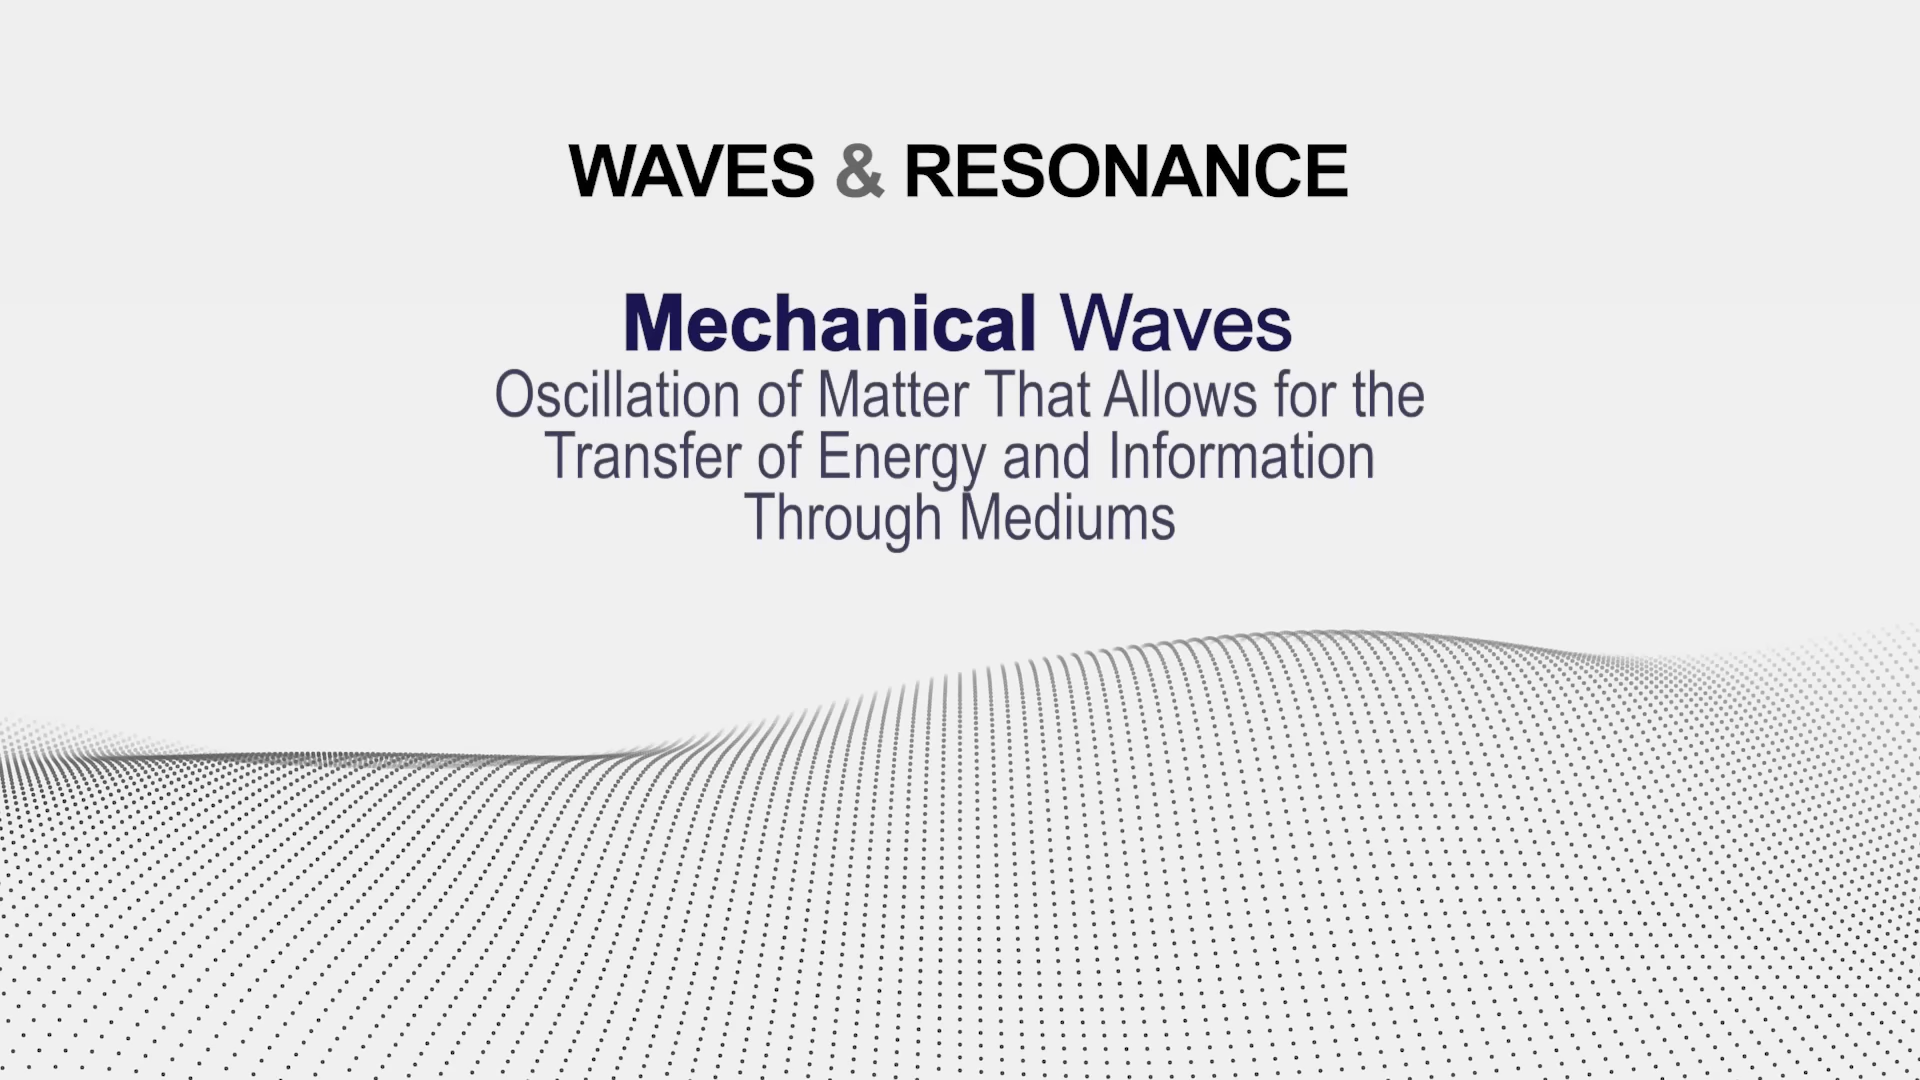 WAVES & RESONANCE
Mechanical Waves
Oscillation of Matter That Allows for the
Transfer of Energy and Information
Through Mediums